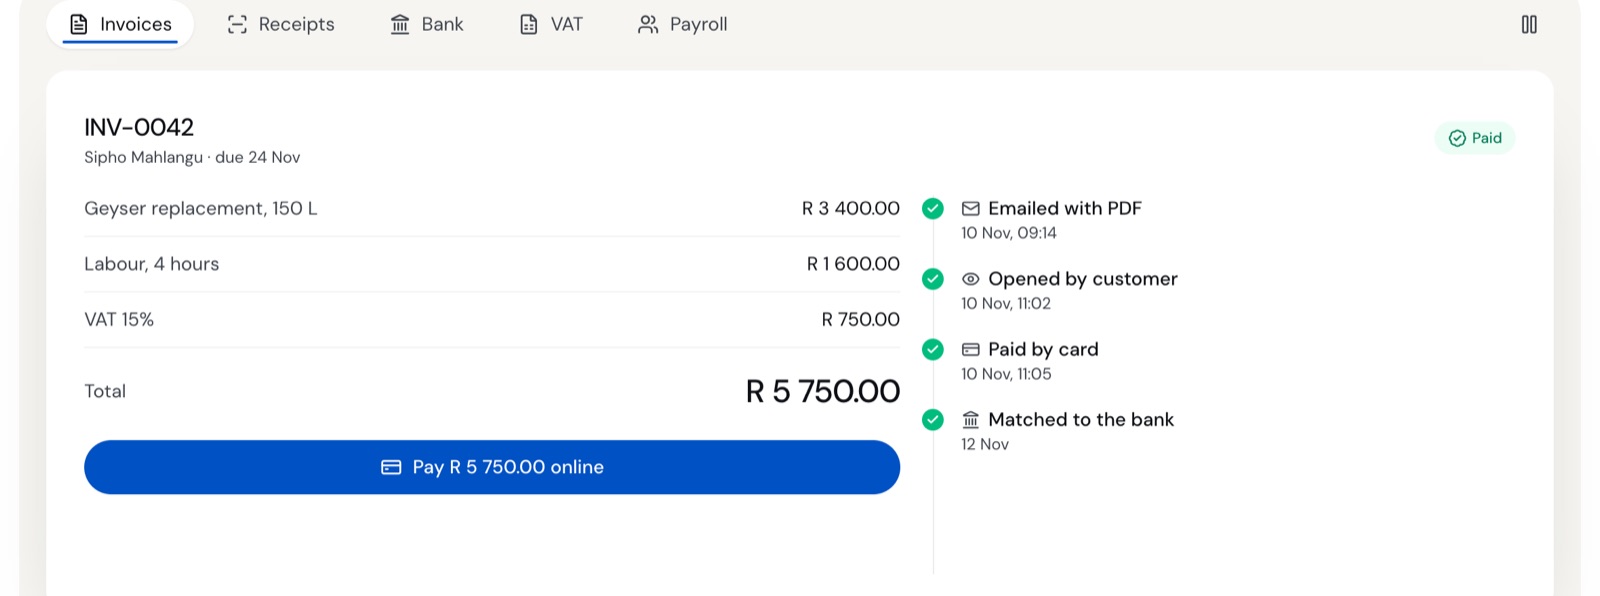 Invoices
Receipts
Bank
VAT
Payroll
INV-0042
Paid
Sipho Mahlangu · due 24 Nov
Geyser replacement, 150 L
R 3 400.00
Labour, 4 hours
R 1 600.00
VAT 15%
R 750.00
Total
R 5 750.00
Pay R 5 750.00 online
Emailed with PDF
10 Nov, 09:14
Opened by customer
10 Nov, 11:02
Paid by card
10 Nov, 11:05
Matched to the bank
12 Nov